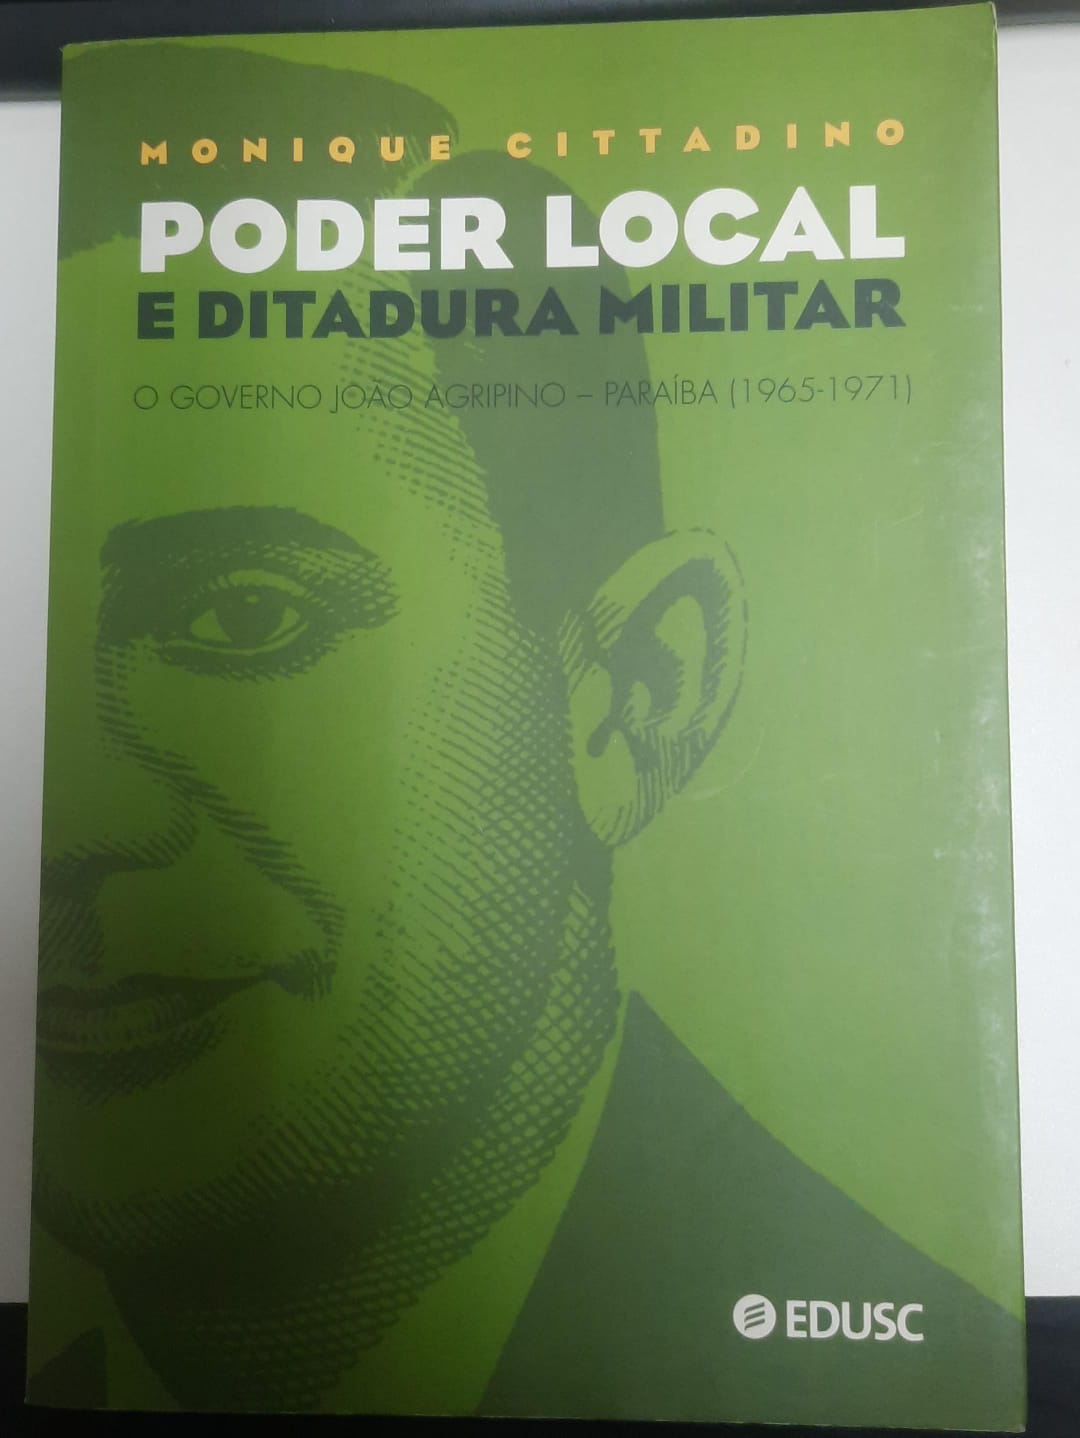 MONIQUE CITTADINO
PODER LOCAL
E DITADURA MILITAR
O GOVERNO JOÃO AGRIPINO – PARAÍBA (1965-1971)
EDUSC